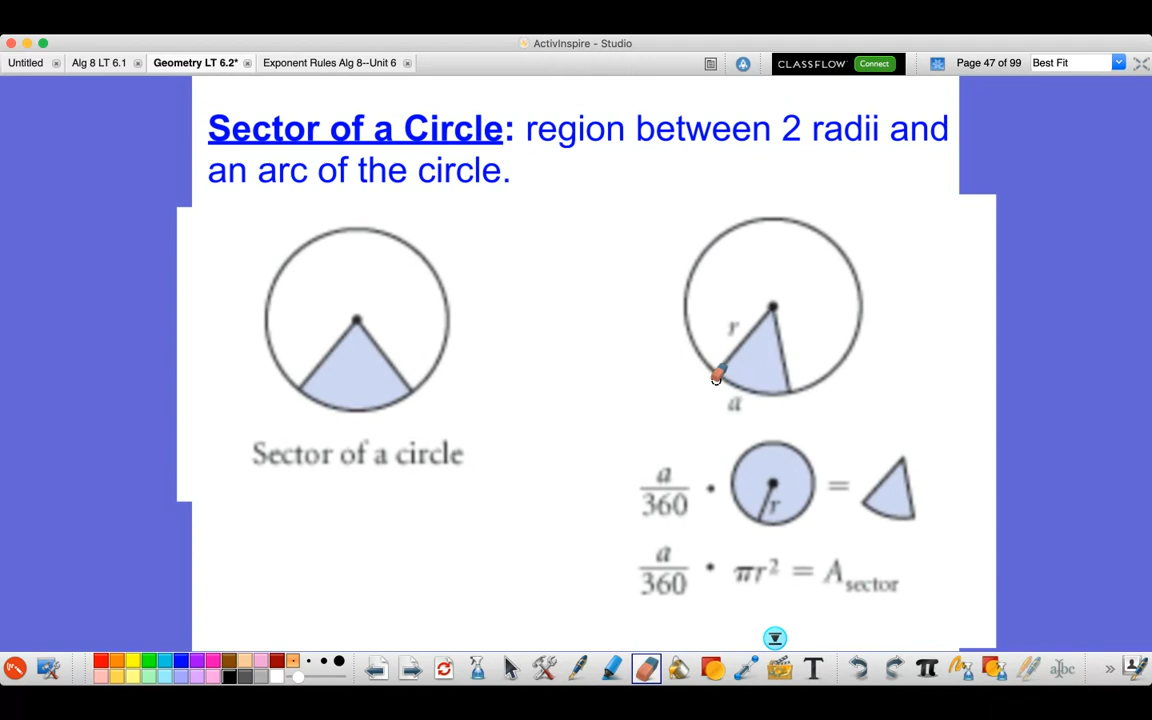 ActivInspire - Studio
Untitled
Alg 8 LT 6.1
Geometry LT 6.2*
Exponent Rules Alg 8--Unit 6
CLASSFLOW
Connect
Page 47 of 99
Best Fit
Sector of a Circle: region between 2 radii and
an arc of the circle.
r
a
Sector of a circle
a/360 • r =
a/360 • πr² = A sector
T
π
abc
»